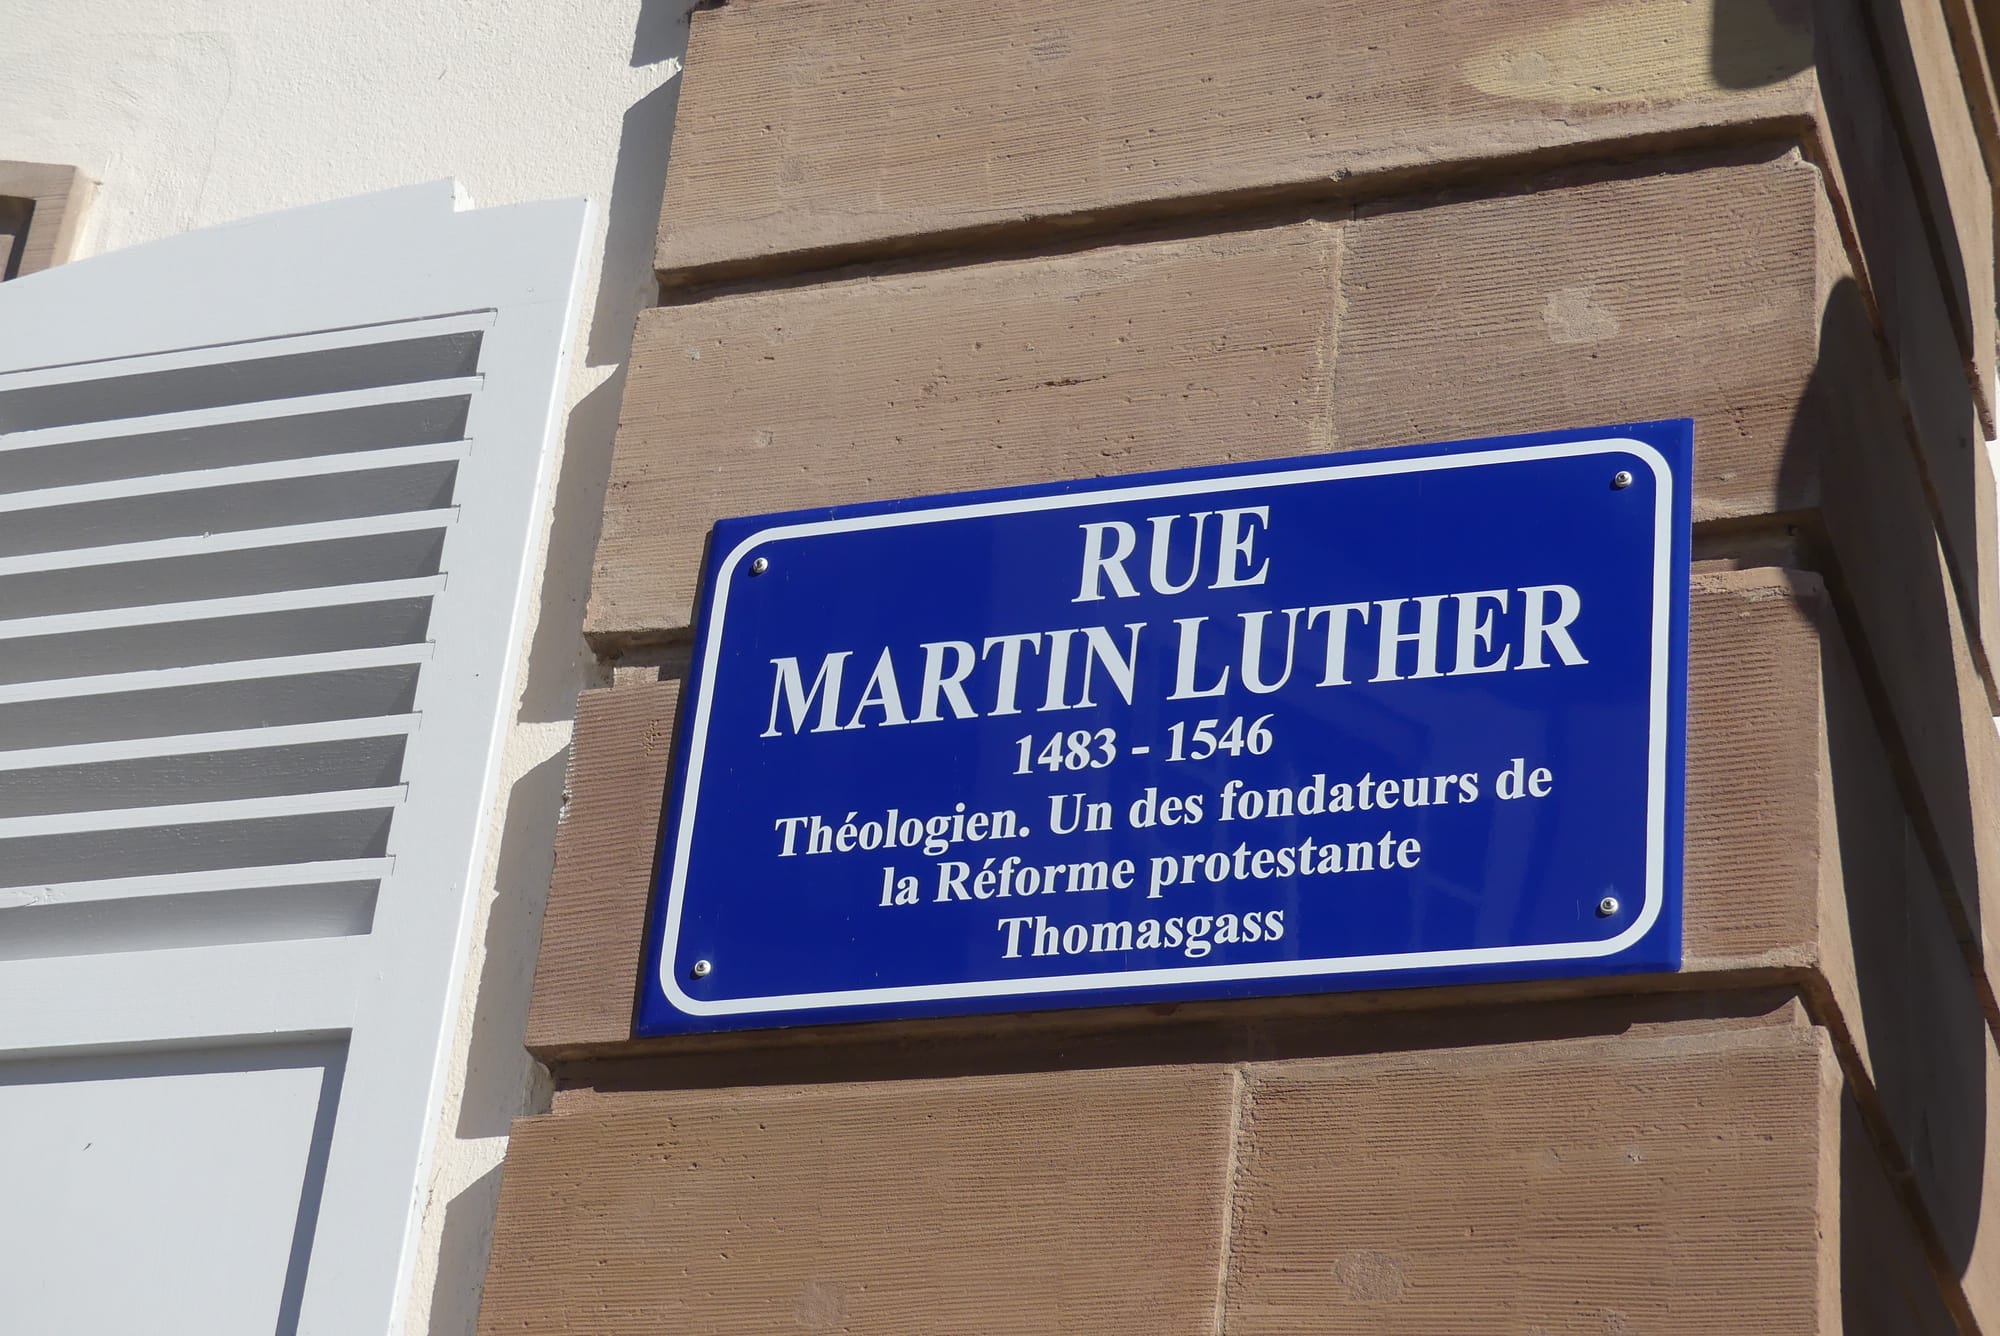 RUE
MARTIN LUTHER
1483 - 1546
Théologien. Un des fondateurs de
la Réforme protestante
Thomasgass